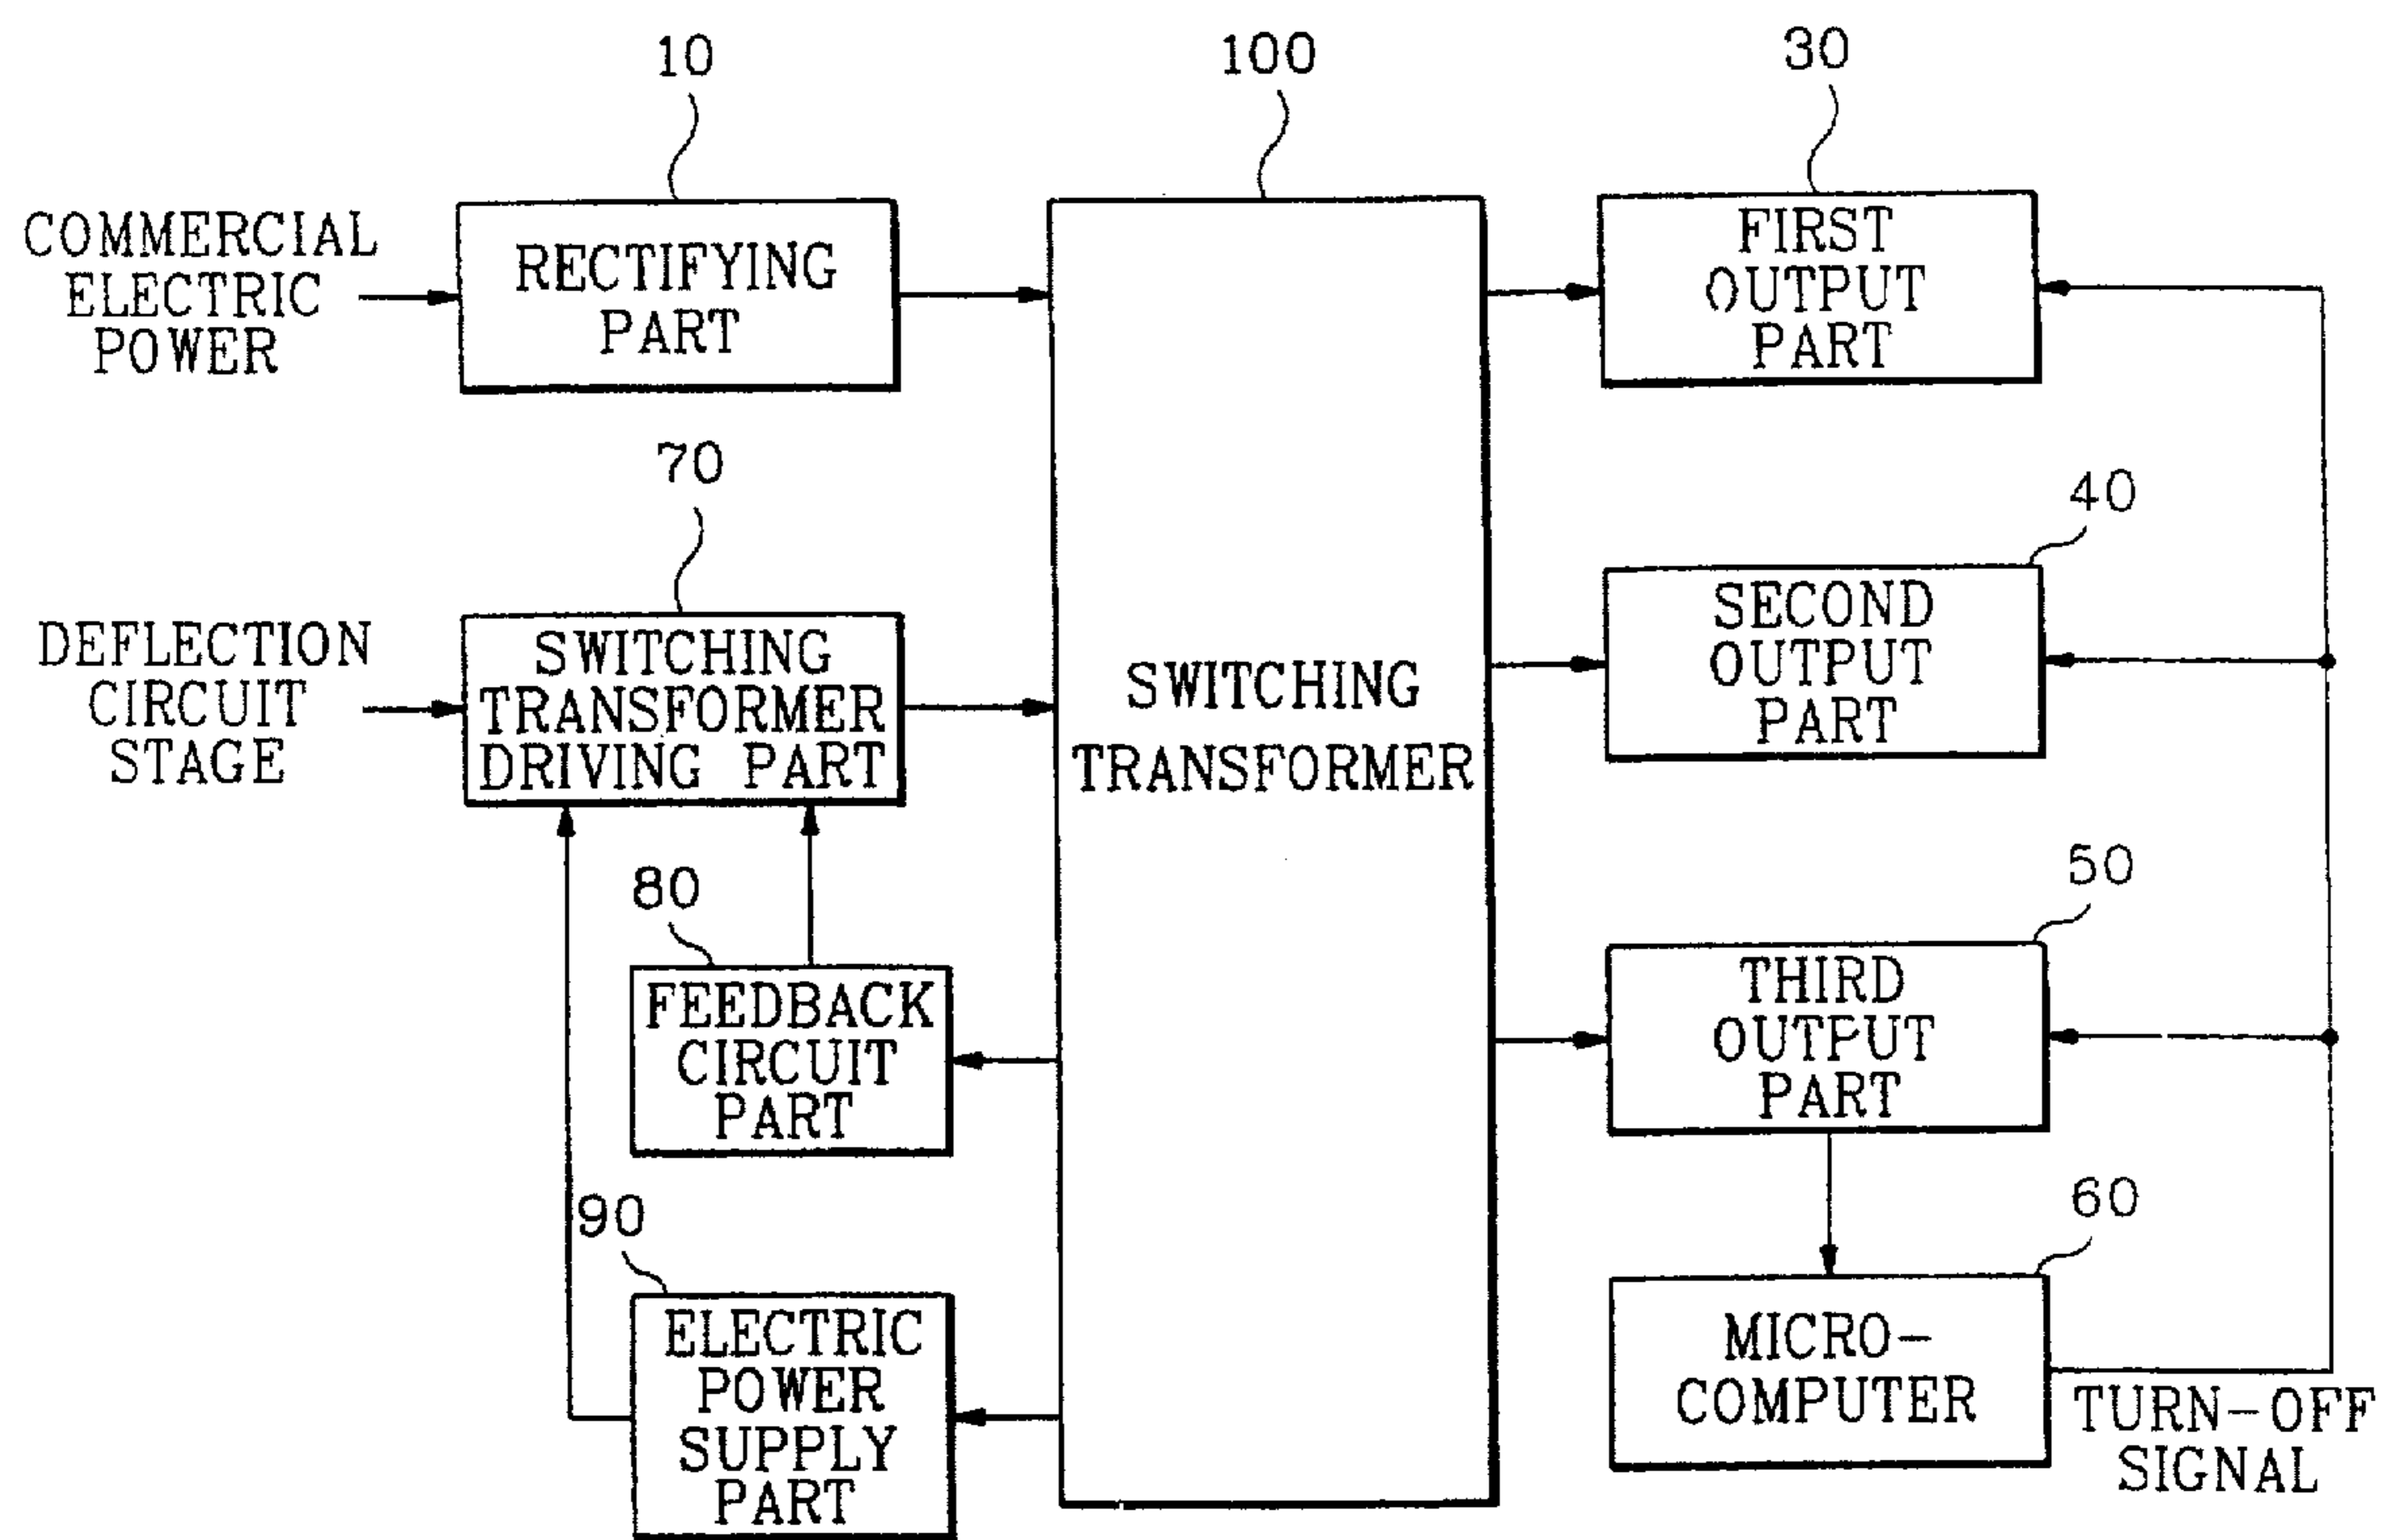 10
100
30
COMMERCIAL
ELECTRIC
POWER
RECTIFYING
PART
FIRST
OUTPUT
PART
70
40
DEFLECTION
CIRCUIT
STAGE
SWITCHING
TRANSFORMER
DRIVING PART
SWITCHING
TRANSFORMER
SECOND
OUTPUT
PART
80
50
FEEDBACK
CIRCUIT
PART
THIRD
OUTPUT
PART
90
60
ELECTRIC
POWER
SUPPLY
PART
MICRO-
COMPUTER
TURN-OFF
SIGNAL